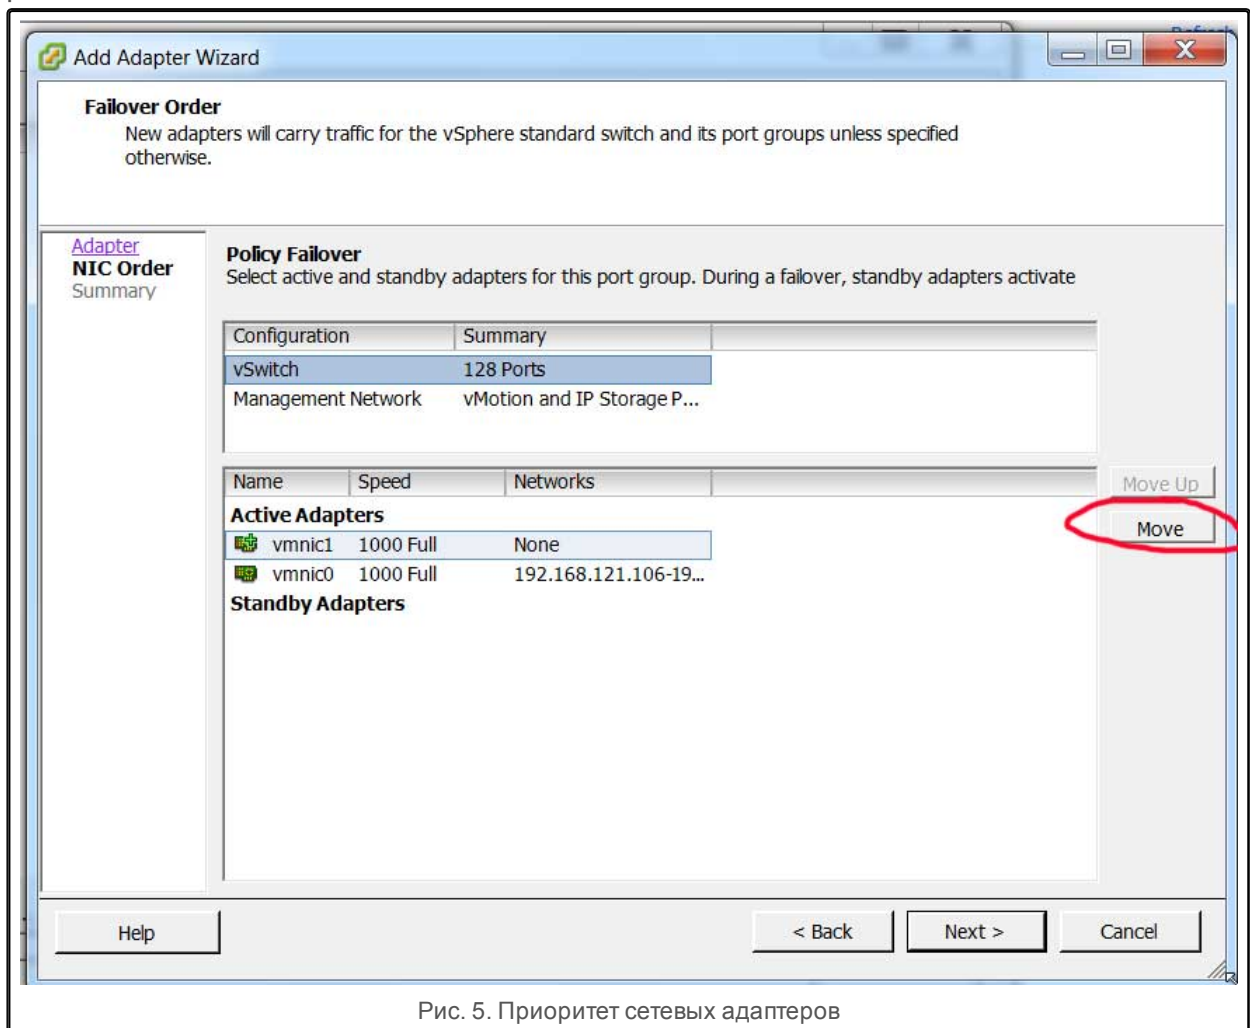 Refresh
Add Adapter Wizard
Failover Order
New adapters will carry traffic for the vSphere standard switch and its port groups unless specified
otherwise.
Adapter
NIC Order
Summary
Policy Failover
Select active and standby adapters for this port group. During a failover, standby adapters activate
Configuration Summary
vSwitch 128 Ports
Management Network vMotion and IP Storage P...
Name Speed Networks
Move Up
Active Adapters
Move
vmnic1 1000 Full None
vmnic0 1000 Full 192.168.121.106-19...
Standby Adapters
Help
< Back
Next >
Cancel
Рис. 5. Приоритет сетевых адаптеров